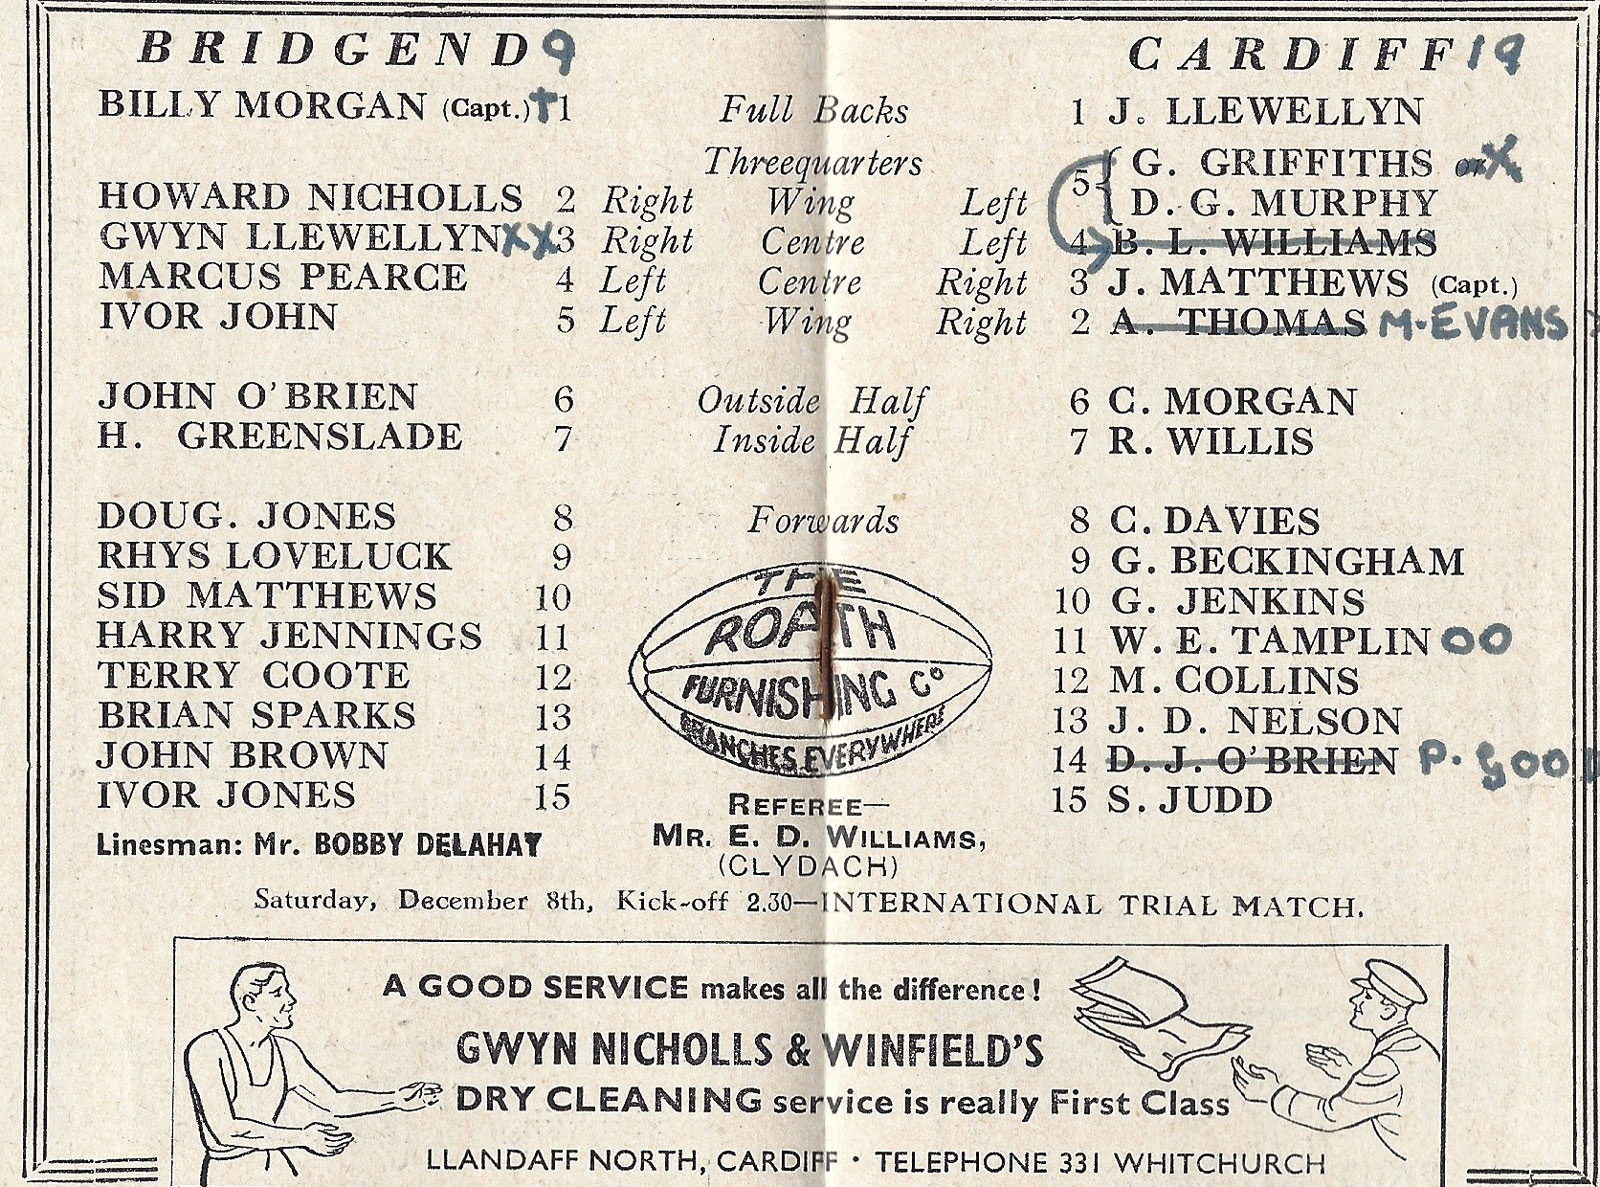 BRIDGEND 9 CARDIFF 19
BILLY MORGAN (Capt.) † 1 Full Backs 1 J. LLEWELLYN
Threequarters 5 { G. GRIFFITHS or X
HOWARD NICHOLLS 2 Right Wing Left D. G. MURPHY
GWYN LLEWELLYN XX 3 Right Centre Left 4 B. L. WILLIAMS
MARCUS PEARCE 4 Left Centre Right 3 J. MATTHEWS (Capt.)
IVOR JOHN 5 Left Wing Right 2 A. THOMAS M. EVANS
JOHN O'BRIEN 6 Outside Half 6 C. MORGAN
H. GREENSLADE 7 Inside Half 7 R. WILLIS
DOUG. JONES 8 Forwards 8 C. DAVIES
RHYS LOVELUCK 9 9 G. BECKINGHAM
SID MATTHEWS 10 10 G. JENKINS
HARRY JENNINGS 11 11 W. E. TAMPLIN OO
TERRY COOTE 12 12 M. COLLINS
BRIAN SPARKS 13 13 J. D. NELSON
JOHN BROWN 14 14 D. J. O'BRIEN P. GOOD
IVOR JONES 15 15 S. JUDD
THE
ROATH
FURNISHING Co
BRANCHES EVERYWHERE
Linesman: Mr. BOBBY DELAHAY
REFEREE—
MR. E. D. WILLIAMS,
(CLYDACH)
Saturday, December 8th, Kick-off 2.30—INTERNATIONAL TRIAL MATCH.
A GOOD SERVICE makes all the difference!
GWYN NICHOLLS & WINFIELD'S
DRY CLEANING service is really First Class
LLANDAFF NORTH, CARDIFF · TELEPHONE 331 WHITCHURCH